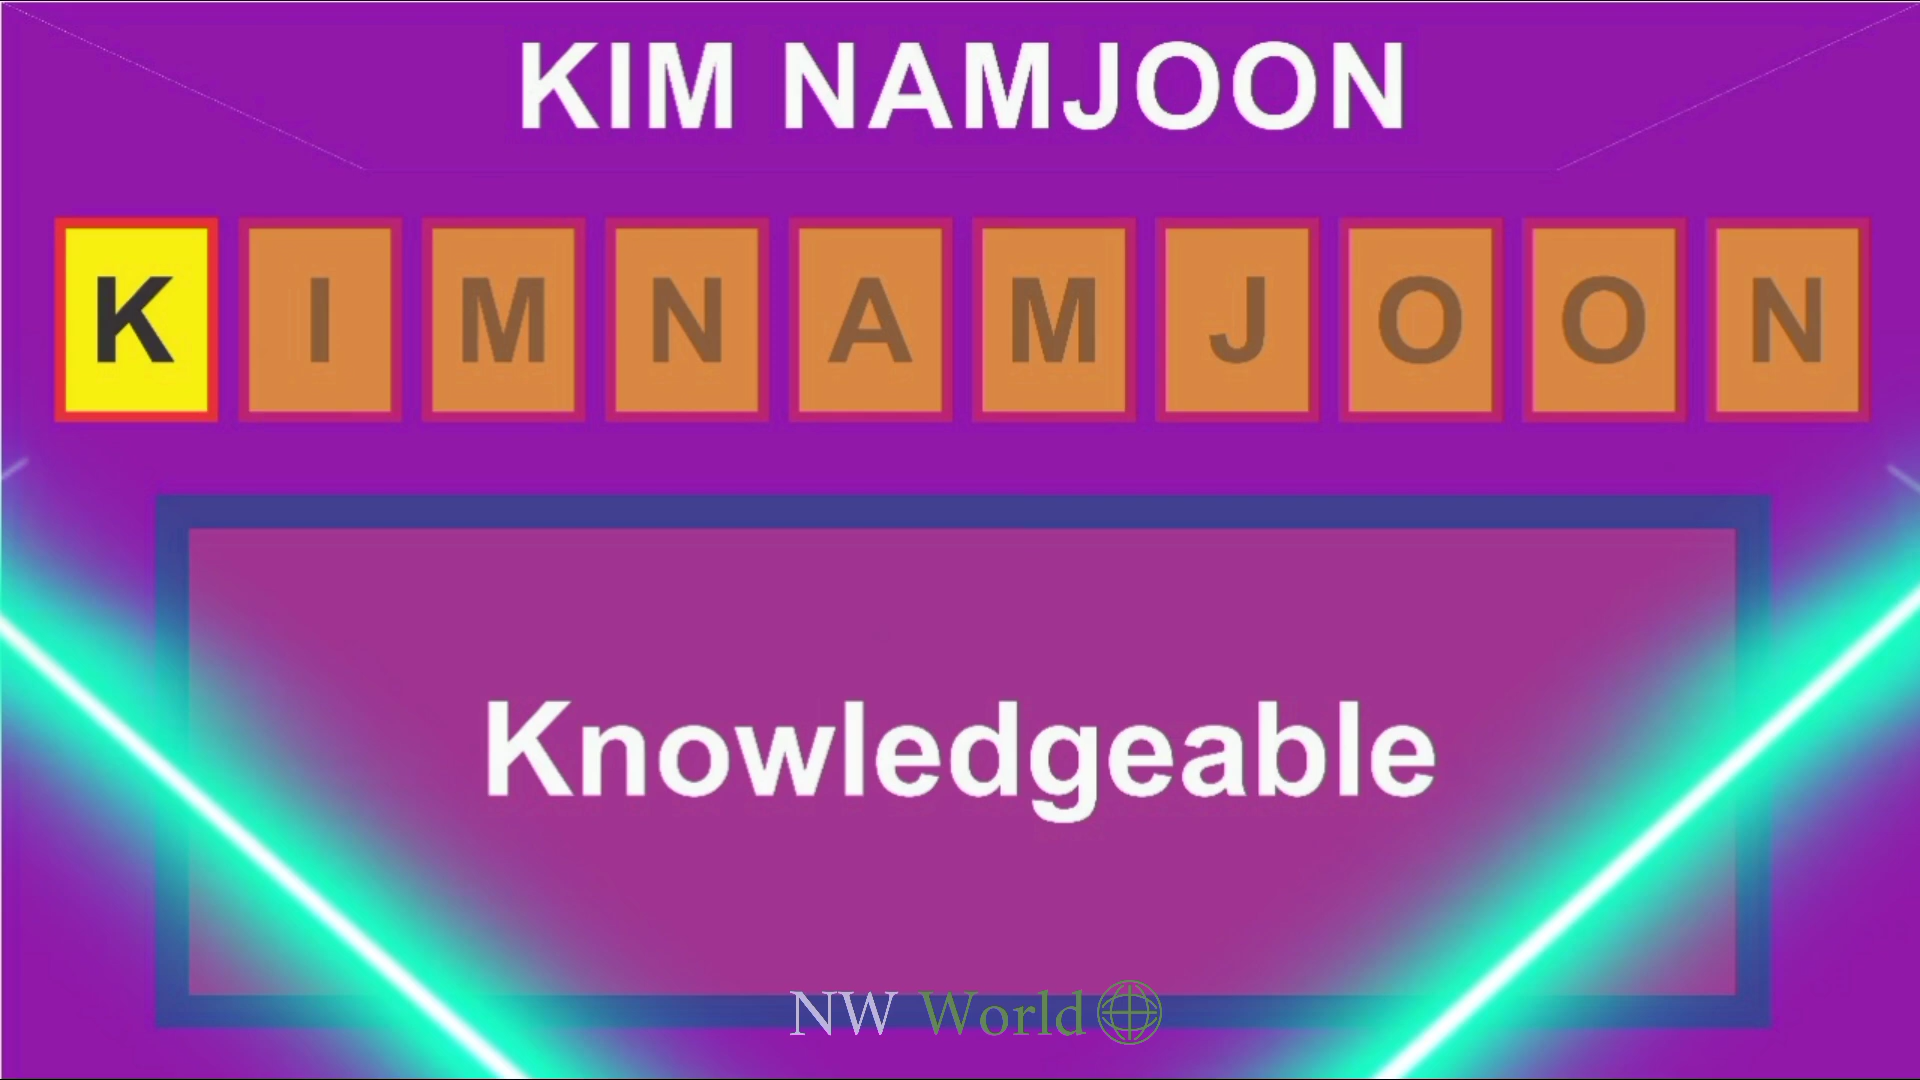 KIM NAMJOON
K I M N A M J O O N
Knowledgeable
NW World